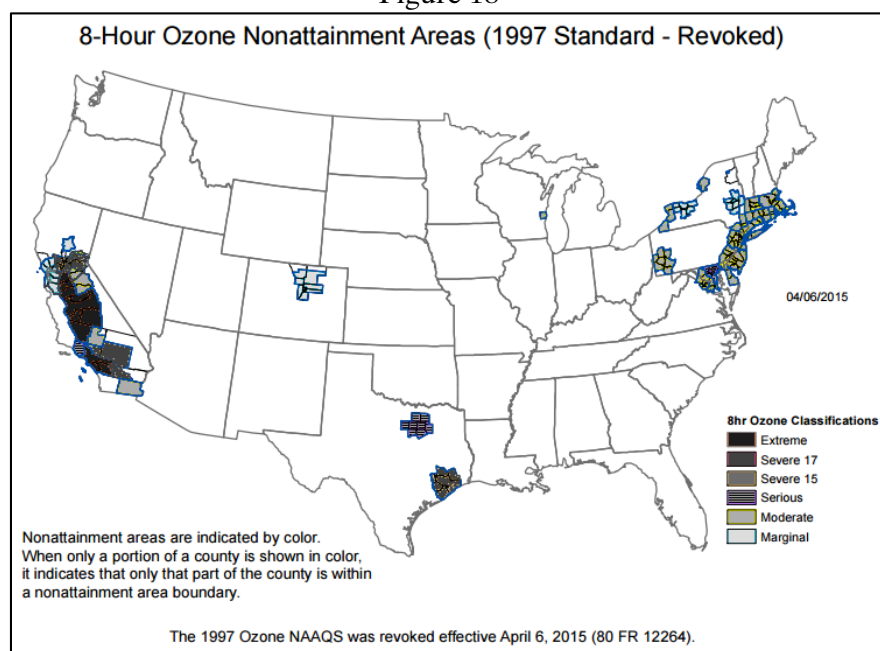 Figure 18
8-Hour Ozone Nonattainment Areas (1997 Standard - Revoked)
04/06/2015
8hr Ozone Classifications
Extreme
Severe 17
Severe 15
Serious
Moderate
Marginal
Nonattainment areas are indicated by color.
When only a portion of a county is shown in color,
it indicates that only that part of the county is within
a nonattainment area boundary.
The 1997 Ozone NAAQS was revoked effective April 6, 2015 (80 FR 12264).